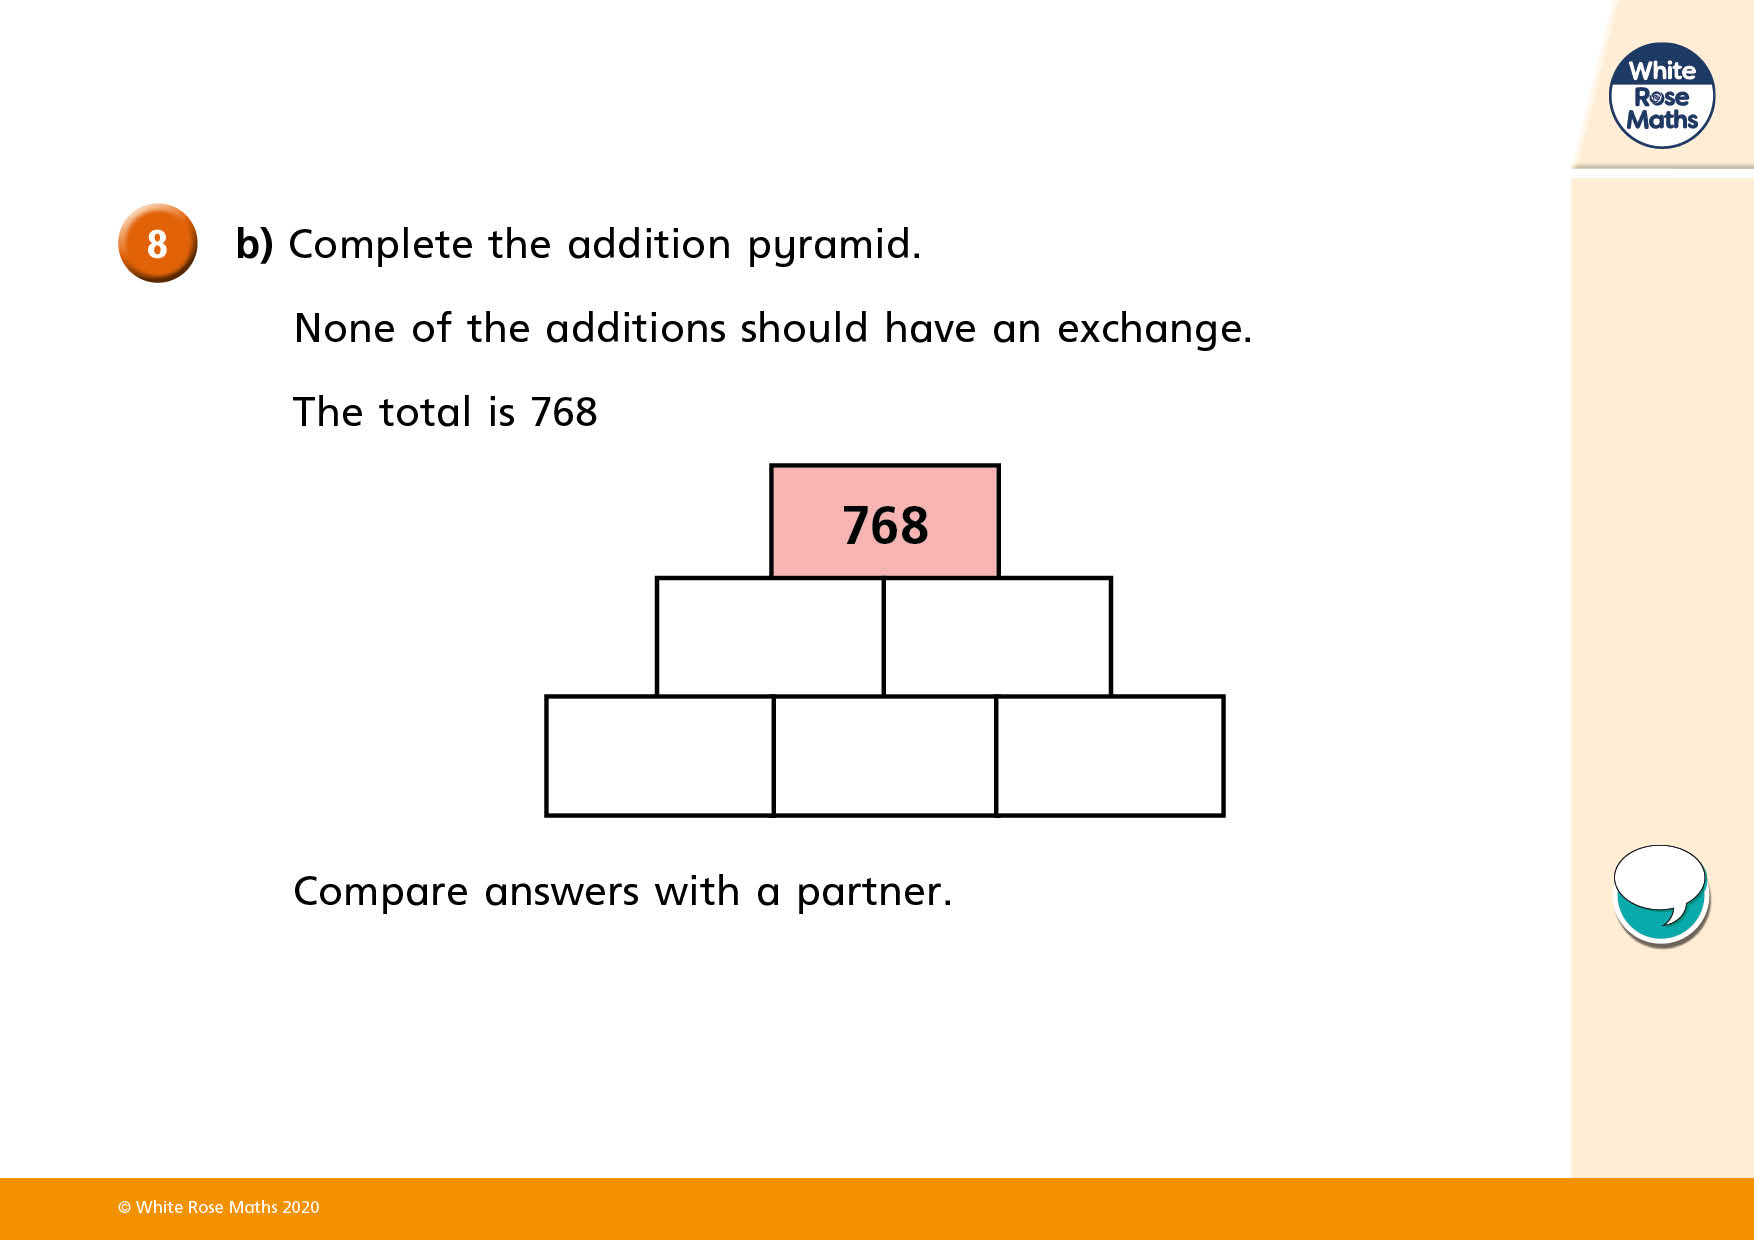 White
Rose
Maths
8 b) Complete the addition pyramid.
None of the additions should have an exchange.
The total is 768
768
Compare answers with a partner.
© White Rose Maths 2020